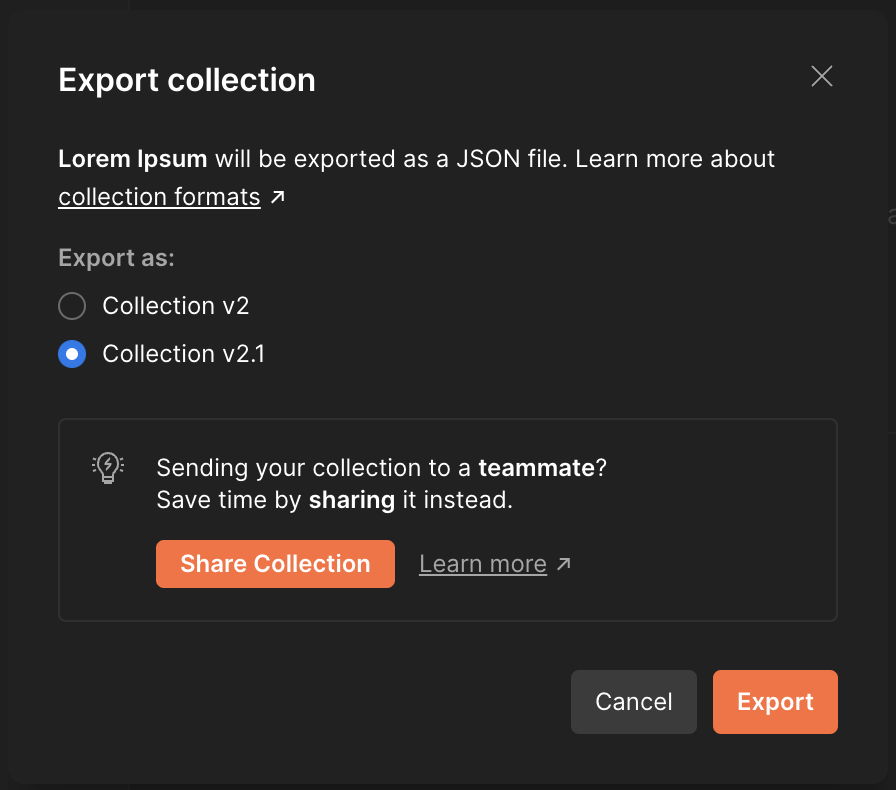 Export collection
Lorem Ipsum will be exported as a JSON file. Learn more about
collection formats ↗
Export as:
Collection v2
Collection v2.1
Sending your collection to a teammate?
Save time by sharing it instead.
Share Collection
Learn more ↗
Cancel
Export